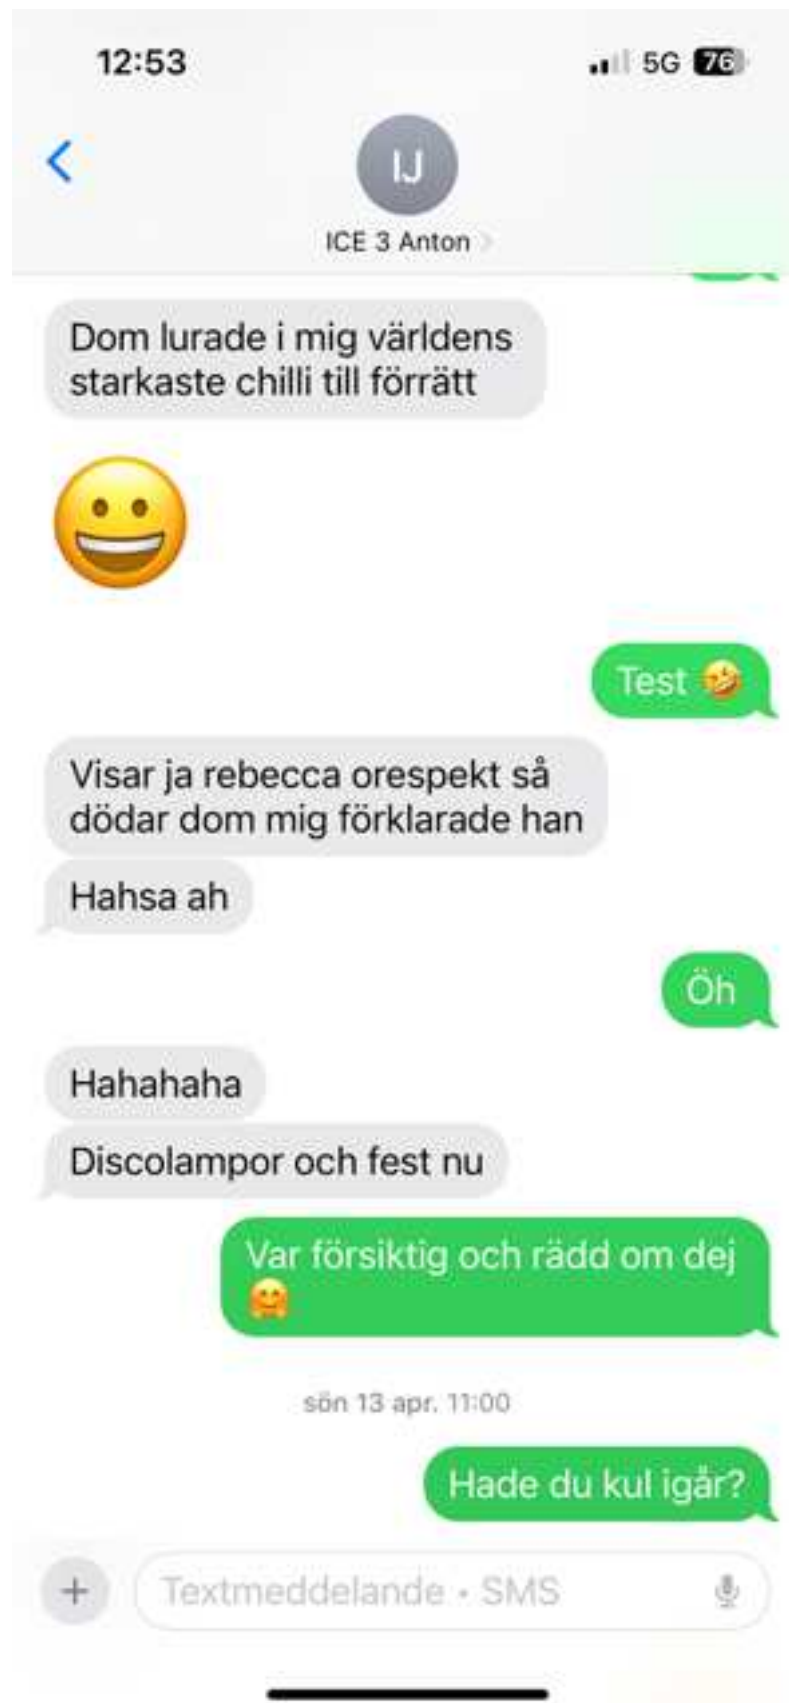 12:53
5G 76
IJ
ICE 3 Anton
Dom lurade i mig världens
starkaste chilli till förrätt
Test 🤣
Visar ja rebecca orespekt så
dödar dom mig förklarade han
Hahsa ah
Öh
Hahahaha
Discolampor och fest nu
Var försiktig och rädd om dej
🤗
sön 13 apr. 11:00
Hade du kul igår?
Textmeddelande • SMS